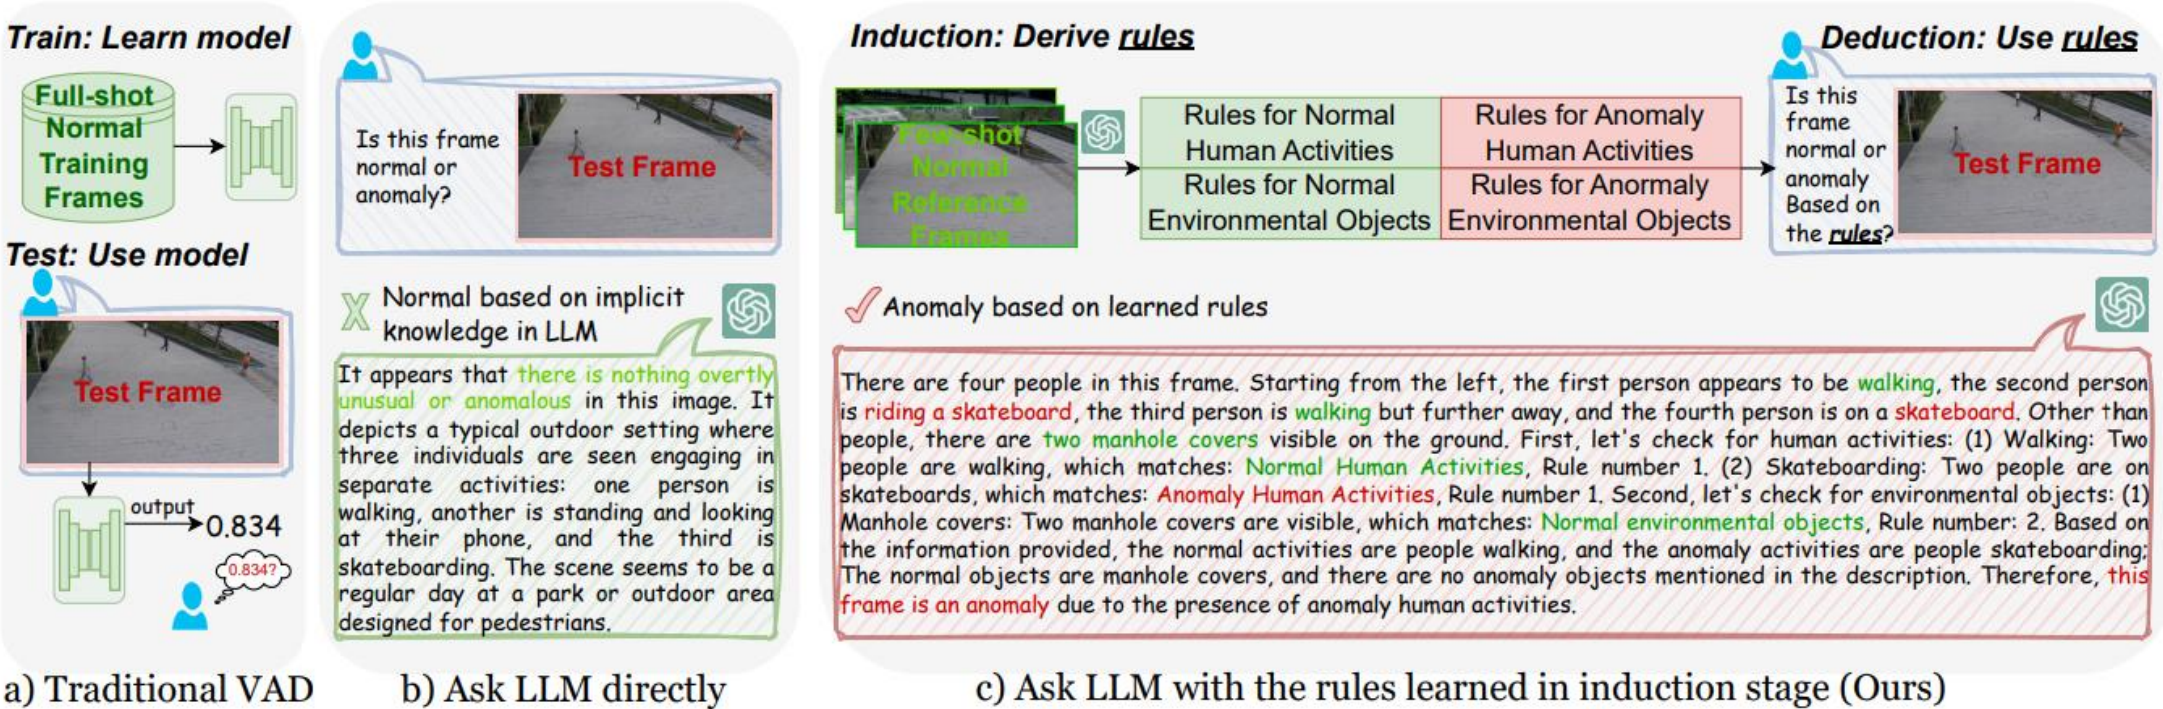 Train: Learn model
Full-shot
Normal
Training
Frames
Test: Use model
Test Frame
output
0.834
0.834?
a) Traditional VAD
Is this frame
normal or
anomaly?
Test Frame
X
Normal based on implicit
knowledge in LLM
It appears that there is nothing overtly
unusual or anomalous in this image. It
depicts a typical outdoor setting where
three individuals are seen engaging in
separate activities: one person is
walking, another is standing and looking
at their phone, and the third is
skateboarding. The scene seems to be a
regular day at a park or outdoor area
designed for pedestrians.
b) Ask LLM directly
Induction: Derive rules
Few-shot
Normal
Reference
Frames
Rules for Normal
Human Activities
Rules for Anomaly
Human Activities
Rules for Normal
Environmental Objects
Rules for Anormaly
Environmental Objects
Deduction: Use rules
Is this
frame
normal or
anomaly
Based on
the rules?
Test Frame
Anomaly based on learned rules
There are four people in this frame. Starting from the left, the first person appears to be walking, the second person
is riding a skateboard, the third person is walking but further away, and the fourth person is on a skateboard. Other than
people, there are two manhole covers visible on the ground. First, let's check for human activities: (1) Walking: Two
people are walking, which matches: Normal Human Activities, Rule number 1. (2) Skateboarding: Two people are on
skateboards, which matches: Anomaly Human Activities, Rule number 1. Second, let's check for environmental objects: (1)
Manhole covers: Two manhole covers are visible, which matches: Normal environmental objects, Rule number: 2. Based on
the information provided, the normal activities are people walking, and the anomaly activities are people skateboarding;
The normal objects are manhole covers, and there are no anomaly objects mentioned in the description. Therefore, this
frame is an anomaly due to the presence of anomaly human activities.
c) Ask LLM with the rules learned in induction stage (Ours)